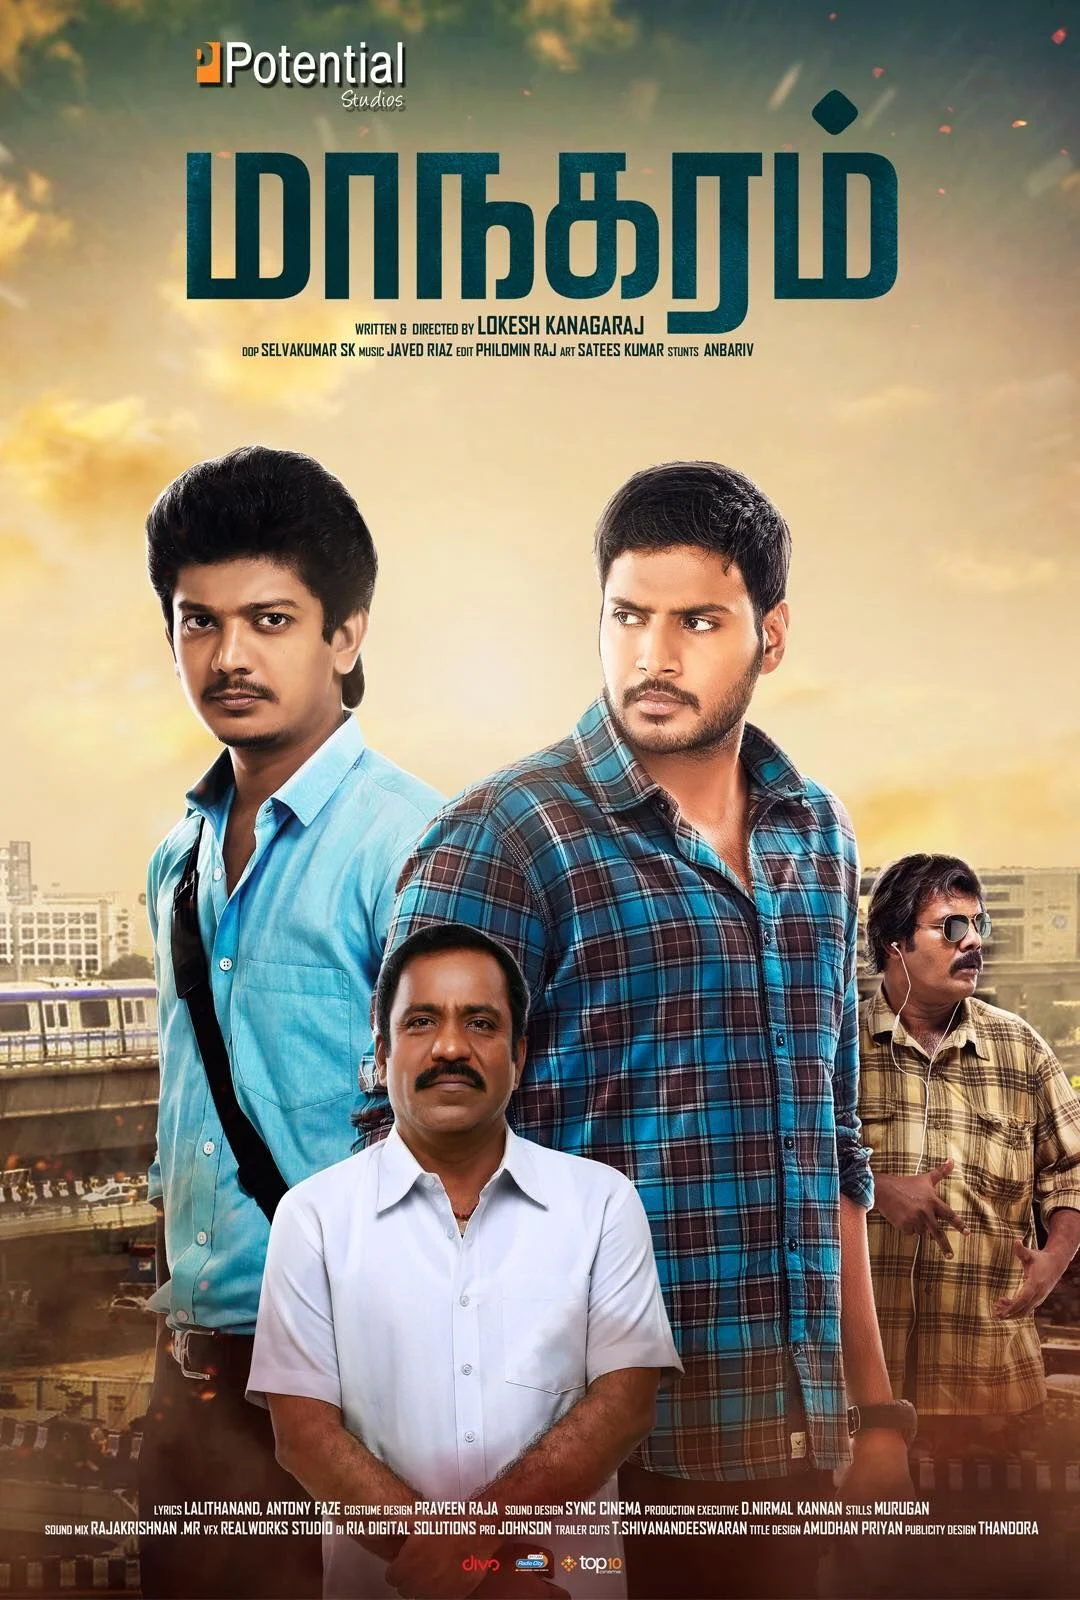 Potential
Studios
மாநகரம்
WRITTEN & DIRECTED BY LOKESH KANAGARAJ
DOP SELVAKUMAR SK MUSIC JAVED RIAZ EDIT PHILOMIN RAJ ART SATEES KUMAR STUNTS ANBARIV
LYRICS LALITHANAND, ANTONY FAZE COSTUME DESIGN PRAVEEN RAJA SOUND DESIGN SYNC CINEMA PRODUCTION EXECUTIVE D.NIRMAL KANNAN STILLS MURUGAN
SOUND MIX RAJAKRISHNAN .MR VFX REALWORKS STUDIO DI RIA DIGITAL SOLUTIONS PRO JOHNSON TRAILER CUTS T.SHIVANANDEESWARAN TITLE DESIGN AMUDHAN PRIYAN PUBLICITY DESIGN THANDORA
divo Radio City top10 cinema